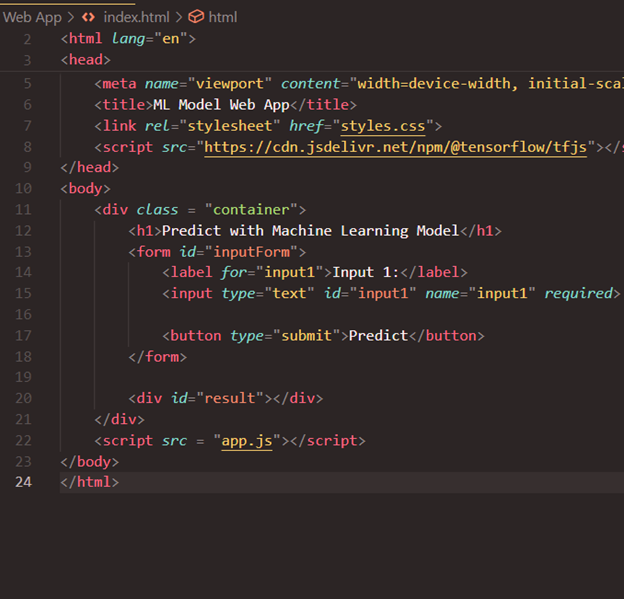 Web App > index.html > html
2 <html lang="en">
3 <head>
5 <meta name="viewport" content="width=device-width, initial-scal
6 <title>ML Model Web App</title>
7 <link rel="stylesheet" href="styles.css">
8 <script src="https://cdn.jsdelivr.net/npm/@tensorflow/tfjs"></s
9 </head>
10 <body>
11 <div class = "container">
12 <h1>Predict with Machine Learning Model</h1>
13 <form id="inputForm">
14 <label for="input1">Input 1:</label>
15 <input type="text" id="input1" name="input1" required>
16
17 <button type="submit">Predict</button>
18 </form>
19
20 <div id="result"></div>
21 </div>
22 <script src = "app.js"></script>
23 </body>
24 </html>